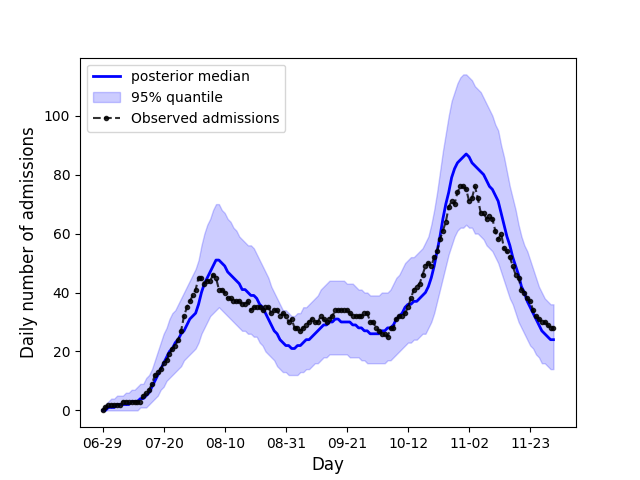 posterior median
95% quantile
Observed admissions
Daily number of admissions
100
80
60
40
20
0
06-29 07-20 08-10 08-31 09-21 10-12 11-02 11-23
Day